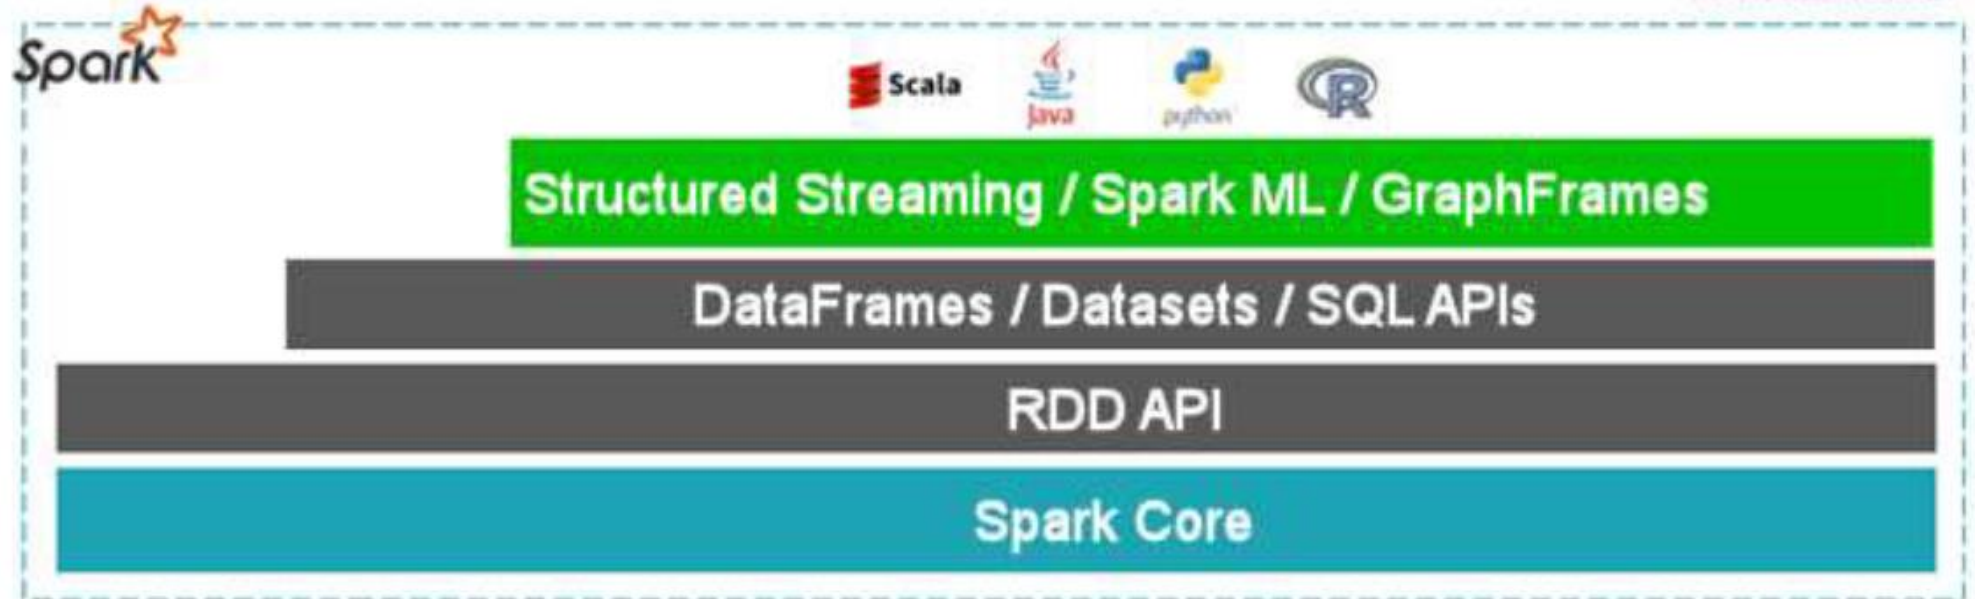 Spark
Scala
Java
python
R
Structured Streaming / Spark ML / GraphFrames
DataFrames / Datasets / SQL APIs
RDD API
Spark Core